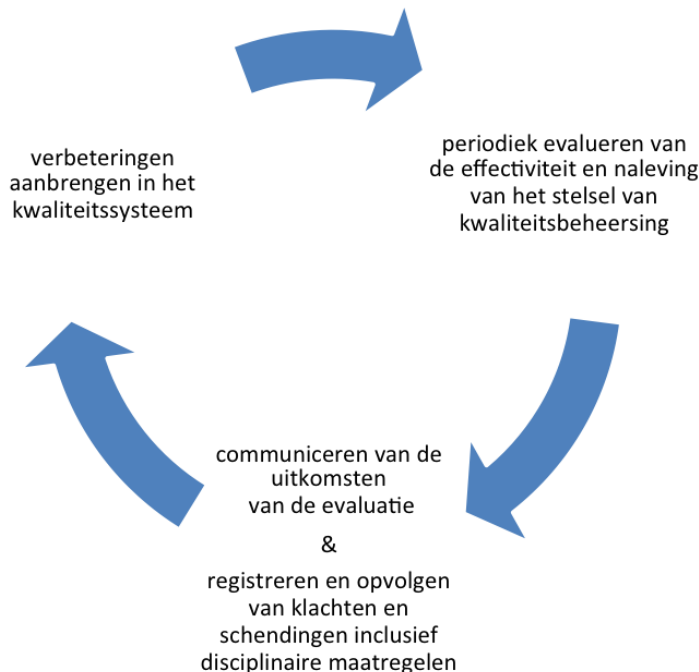 verbeteringen
aanbrengen in het
kwaliteitssysteem
periodiek evalueren van
de effectiviteit en naleving
van het stelsel van
kwaliteitsbeheersing
communiceren van de
uitkomsten
van de evaluatie
&
registreren en opvolgen
van klachten en
schendingen inclusief
disciplinaire maatregelen